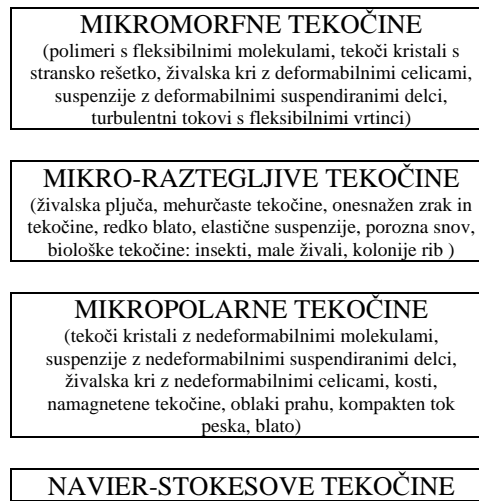 MIKROMORFNE TEKOČINE
(polimeri s fleksibilnimi molekulami, tekoči kristali s
stransko rešetko, živalska kri z deformabilnimi celicami,
suspenzije z deformabilnimi suspendiranimi delci,
turbulentni tokovi s fleksibilnimi vrtinci)
MIKRO-RAZTEGLJIVE TEKOČINE
(živalska pljuča, mehurčaste tekočine, onesnažen zrak in
tekočine, redko blato, elastične suspenzije, porozna snov,
biološke tekočine: insekti, male živali, kolonije rib )
MIKROPOLARNE TEKOČINE
(tekoči kristali z nedeformabilnimi molekulami,
suspenzije z nedeformabilnimi suspendiranimi delci,
živalska kri z nedeformabilnimi celicami, kosti,
namagnetene tekočine, oblaki prahu, kompakten tok
peska, blato)
NAVIER-STOKESOVE TEKOČINE